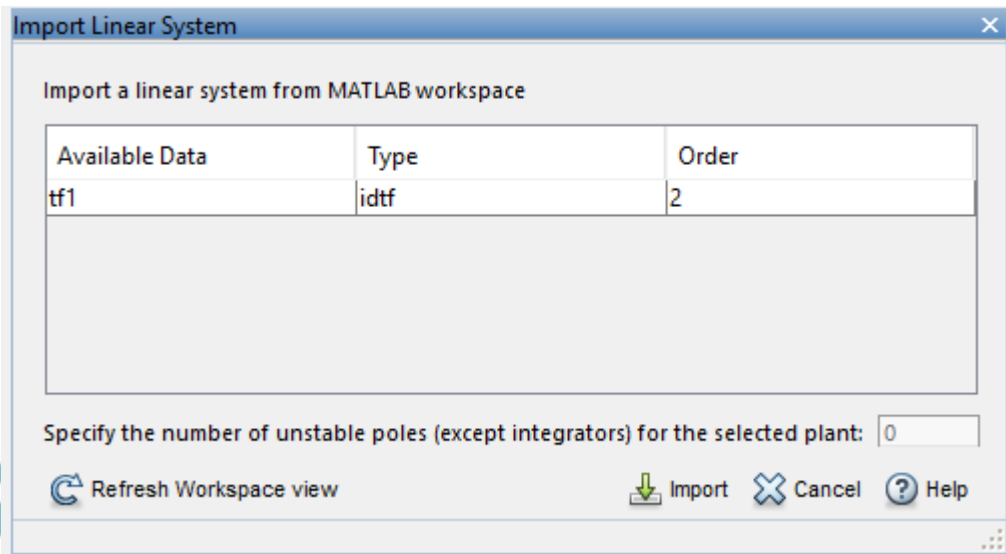 Import Linear System
Import a linear system from MATLAB workspace
Available Data Type Order
tf1 idtf 2
Specify the number of unstable poles (except integrators) for the selected plant: 0
Refresh Workspace view Import Cancel ? Help